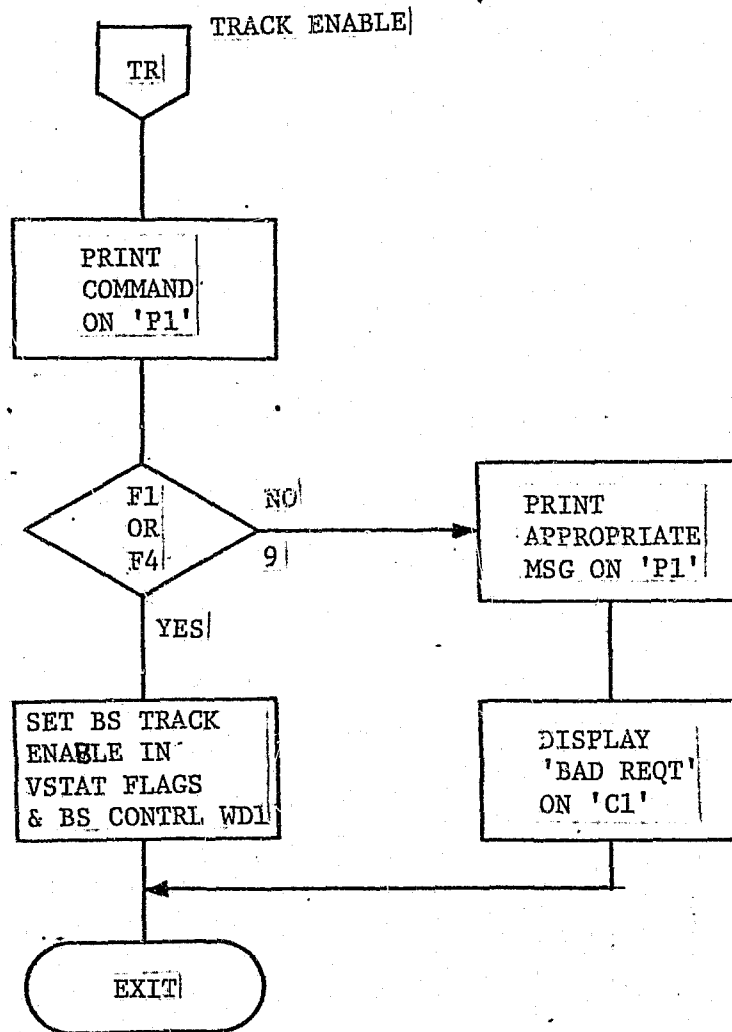 TRACK ENABLE
TR
PRINT
COMMAND
ON 'P1'
F1
OR
F4
NO
9
YES
PRINT
APPROPRIATE
MSG ON 'P1'
SET BS TRACK
ENABLE IN
VSTAT FLAGS
& BS CONTRL WD1
DISPLAY
'BAD REQT'
ON 'C1'
EXIT